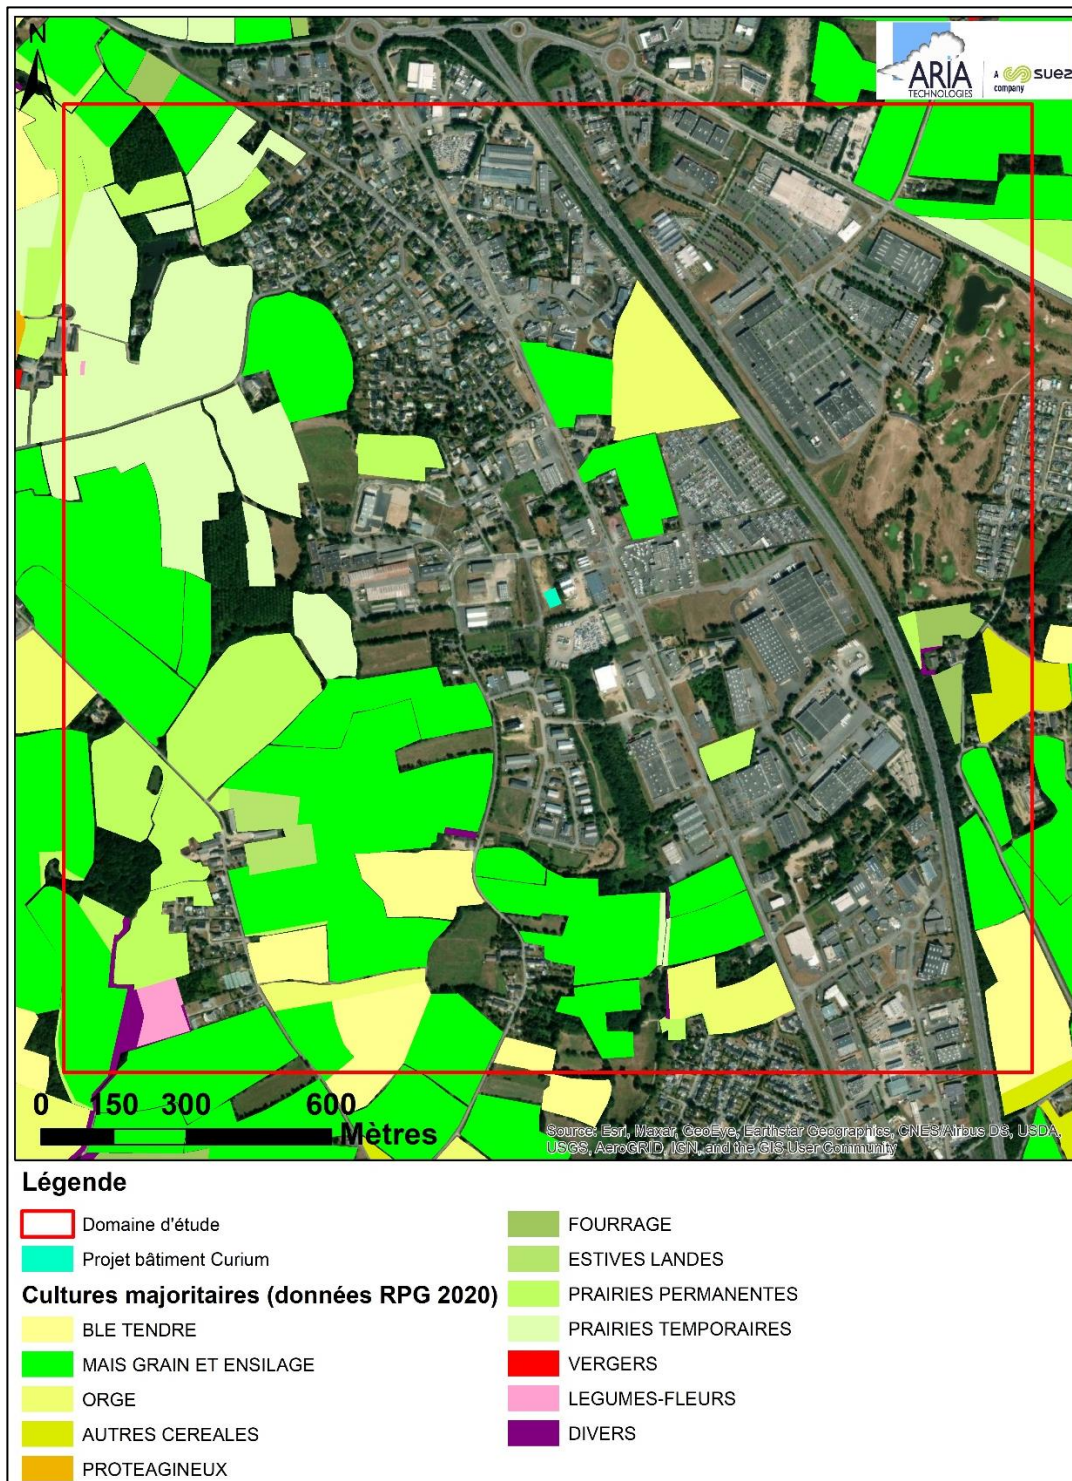 N
ARIA
TECHNOLOGIES
A
company
suez
0 150 300 600
Mètres
Source: Esri, Maxar, GeoEye, Earthstar Geographics, CNES/Airbus DS, USDA,
USGS, AeroGRID, IGN, and the GIS User Community
Légende
Domaine d'étude
Projet bâtiment Curium
Cultures majoritaires (données RPG 2020)
BLE TENDRE
MAIS GRAIN ET ENSILAGE
ORGE
AUTRES CEREALES
PROTEAGINEUX
FOURRAGE
ESTIVES LANDES
PRAIRIES PERMANENTES
PRAIRIES TEMPORAIRES
VERGERS
LEGUMES-FLEURS
DIVERS